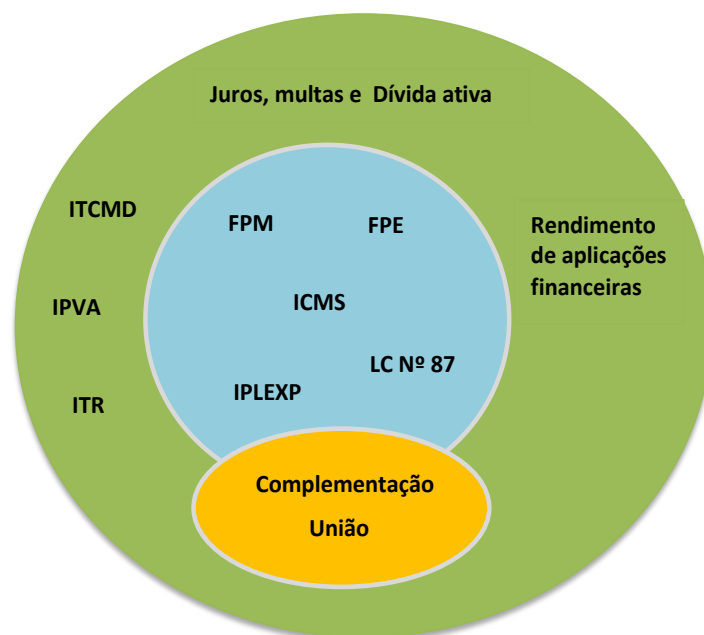 Juros, multas e Dívida ativa
ITCMD
FPM
FPE
Rendimento
de aplicações
financeiras
IPVA
ICMS
LC Nº 87
ITR
IPLEXP
Complementação
União